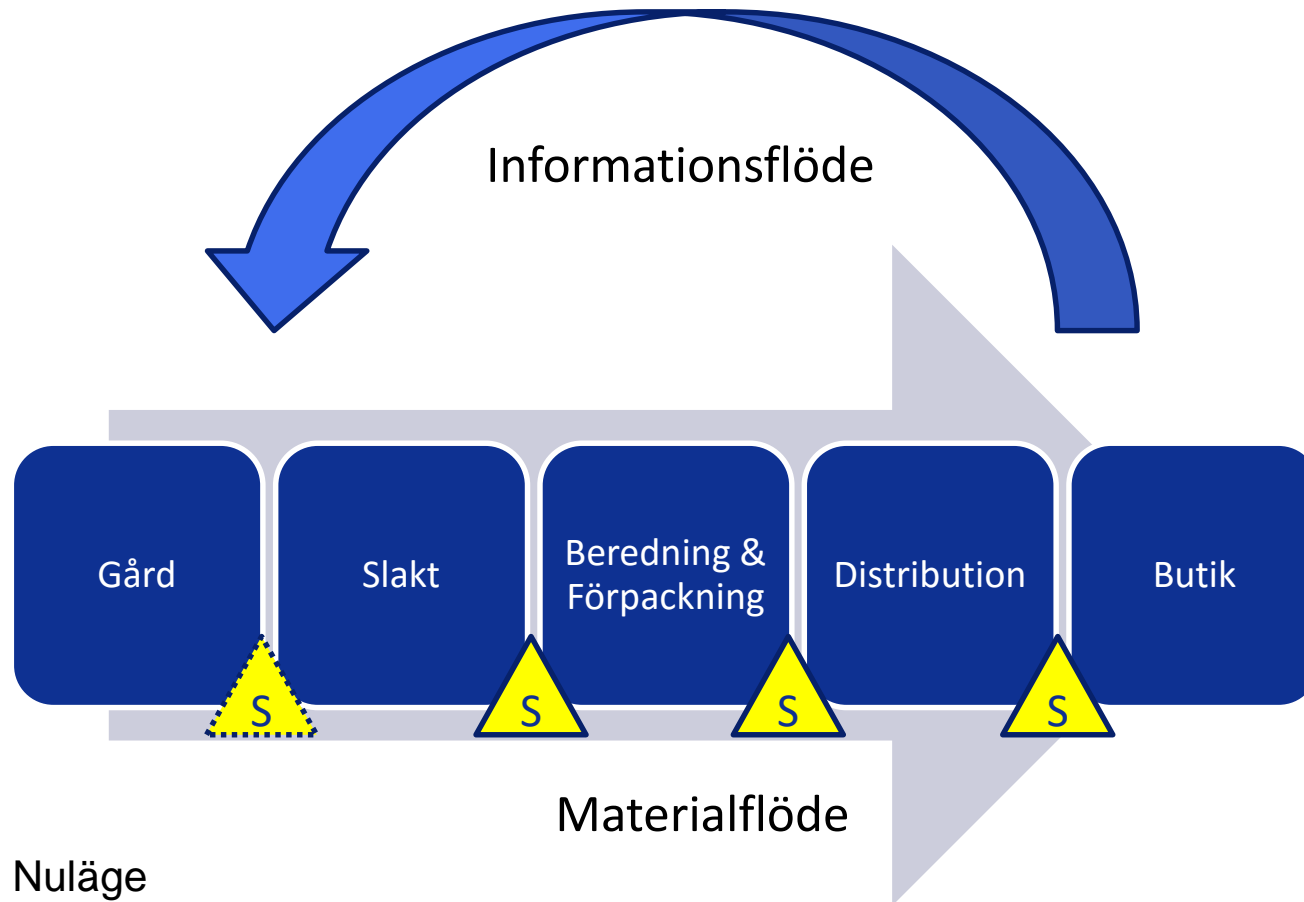 Informationsflöde
Gård
Slakt
Beredning &
Förpackning
Distribution
Butik
S
S
S
S
Materialflöde
Nuläge